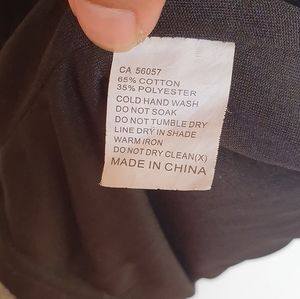 CA 56057
65% COTTON
35% POLYESTER
COLD HAND WASH
DO NOT SOAK
DO NOT TUMBLE DRY
LINE DRY IN SHADE
WARM IRON
DO NOT DRY CLEAN(X)
MADE IN CHINA